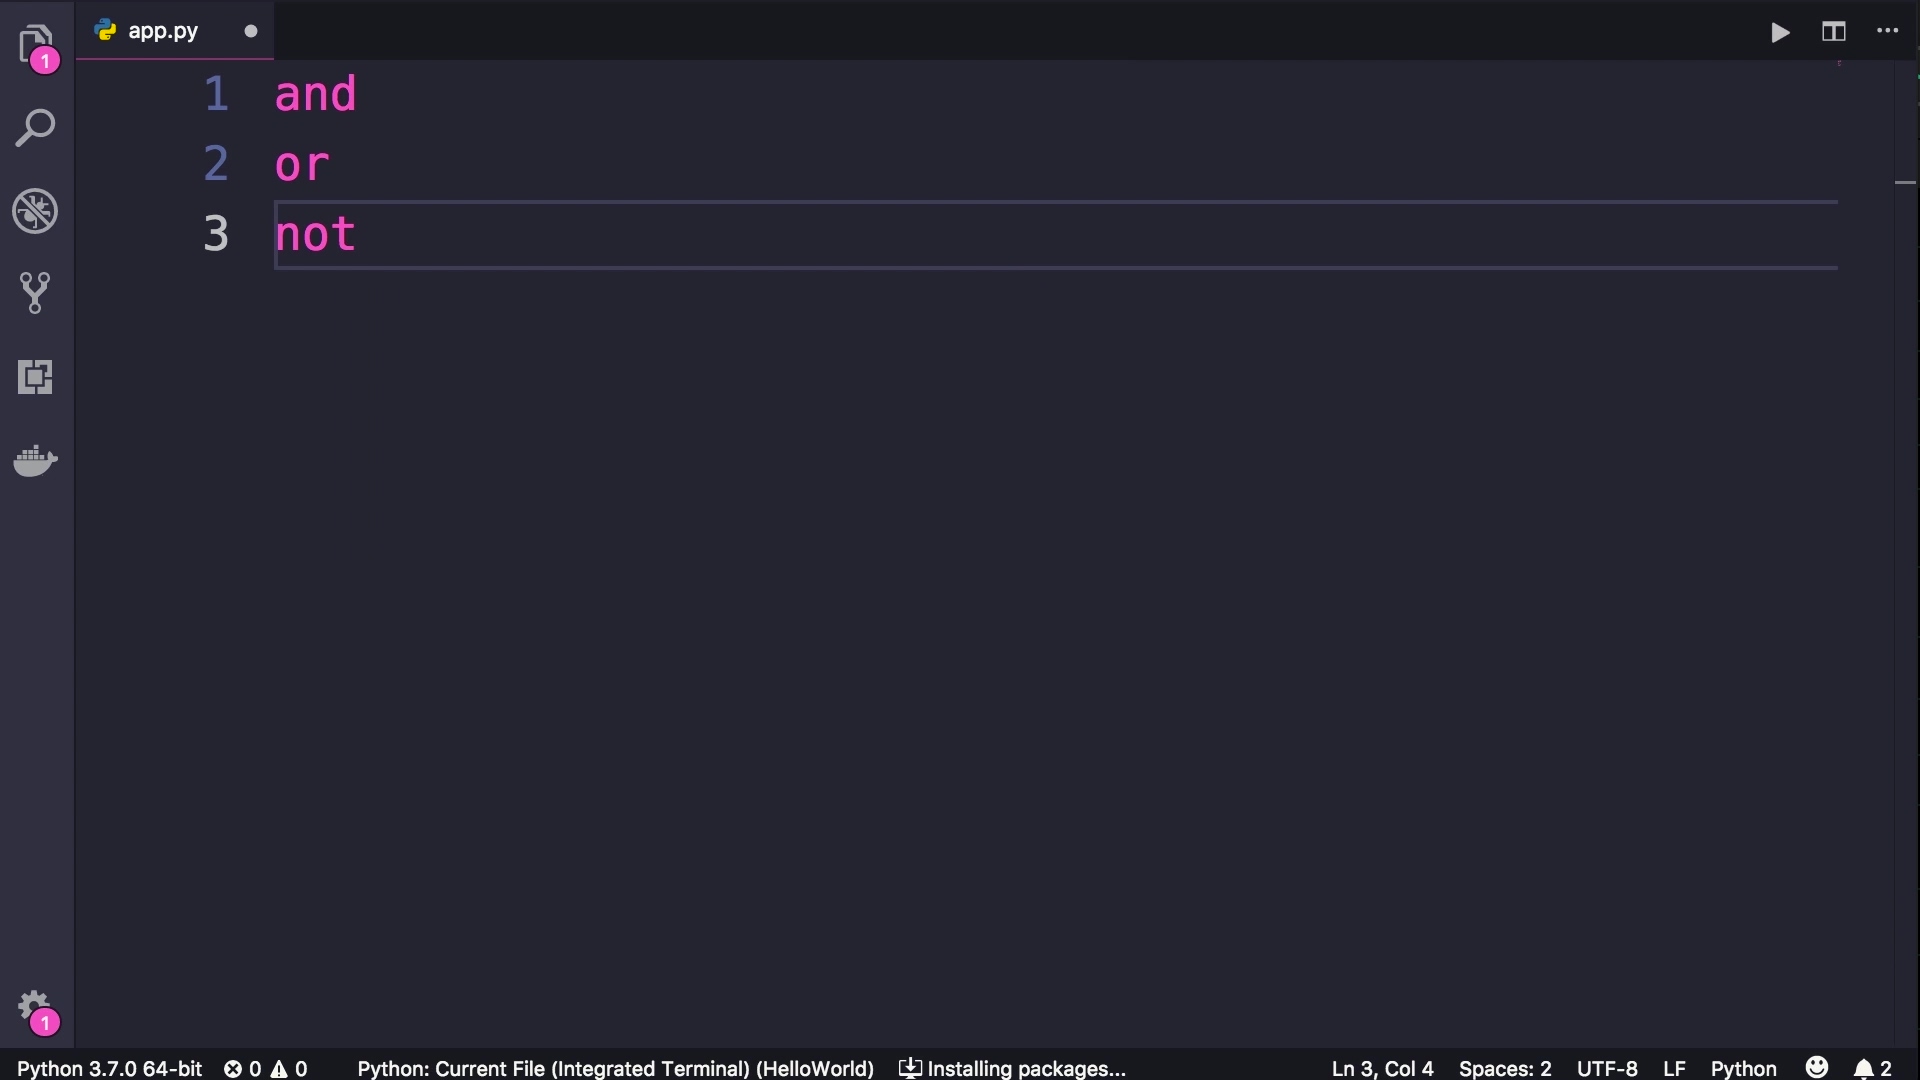 app.py
1 and
2 or
3 not
1
1
Python 3.7.0 64-bit 0 0 Python: Current File (Integrated Terminal) (HelloWorld) Installing packages... Ln 3, Col 4 Spaces: 2 UTF-8 LF Python 2